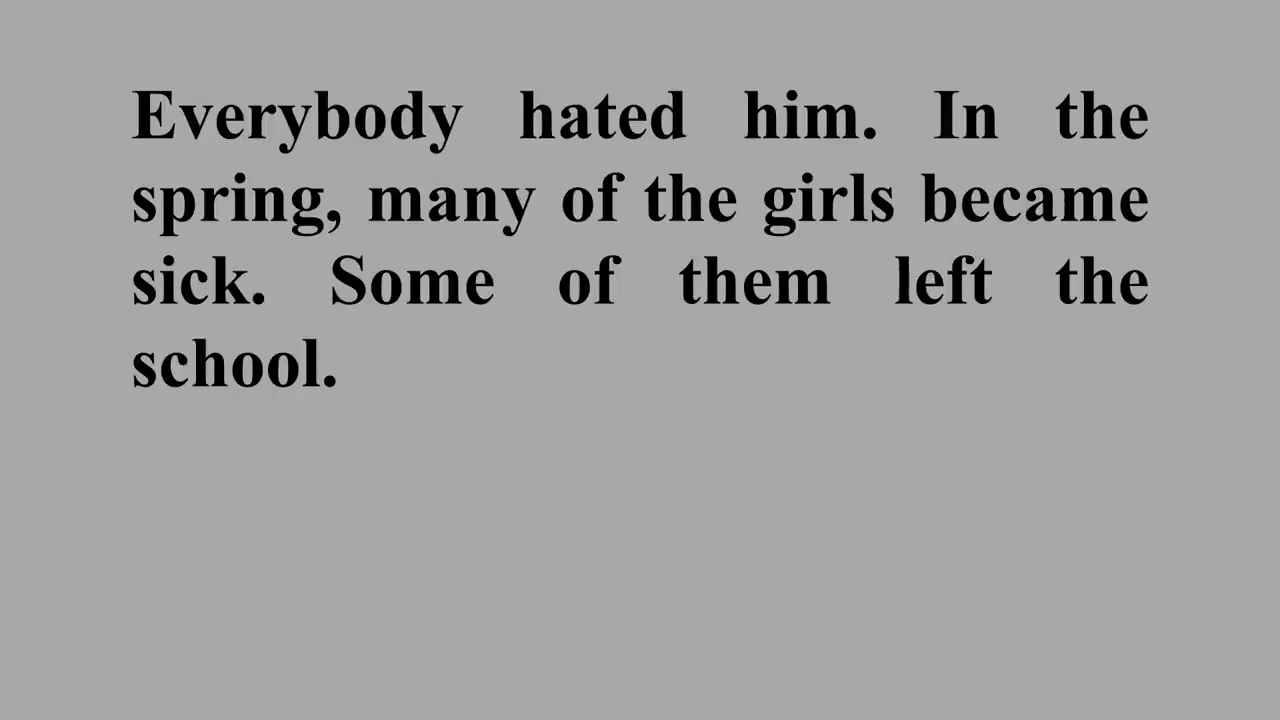 Everybody hated him. In the
spring, many of the girls became
sick. Some of them left the
school.